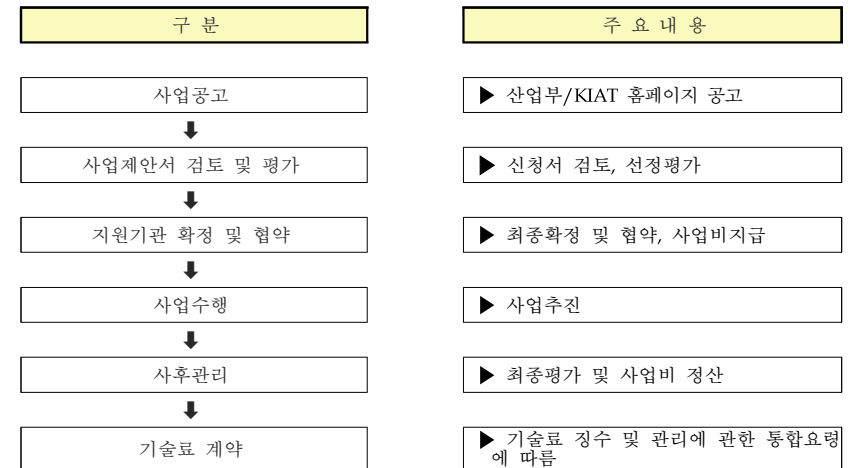 구 분
주 요 내 용
사업공고
▶ 산업부/KIAT 홈페이지 공고
사업제안서 검토 및 평가
▶ 신청서 검토, 선정평가
지원기관 확정 및 협약
▶ 최종확정 및 협약, 사업비지급
사업수행
▶ 사업추진
사후관리
▶ 최종평가 및 사업비 정산
기술료 계약
▶ 기술료 징수 및 관리에 관한 통합요령
에 따름